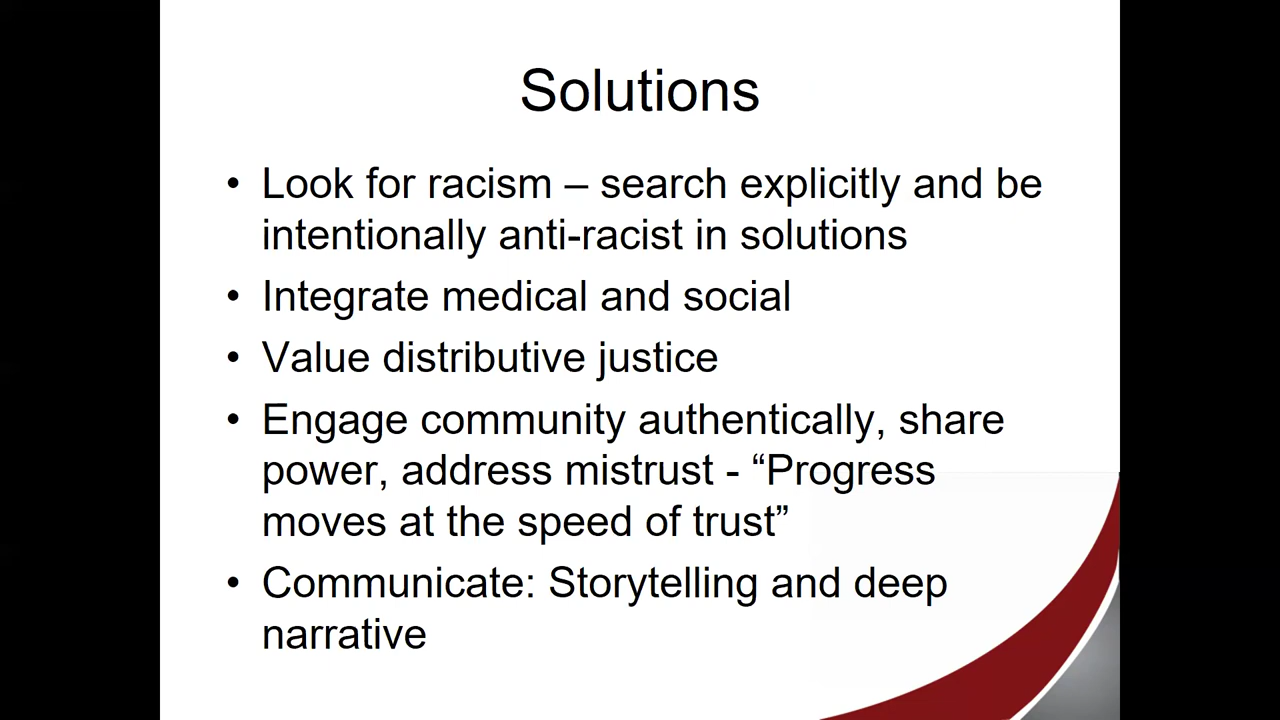 Solutions
• Look for racism – search explicitly and be
intentionally anti-racist in solutions
• Integrate medical and social
• Value distributive justice
• Engage community authentically, share
power, address mistrust - “Progress
moves at the speed of trust”
• Communicate: Storytelling and deep
narrative